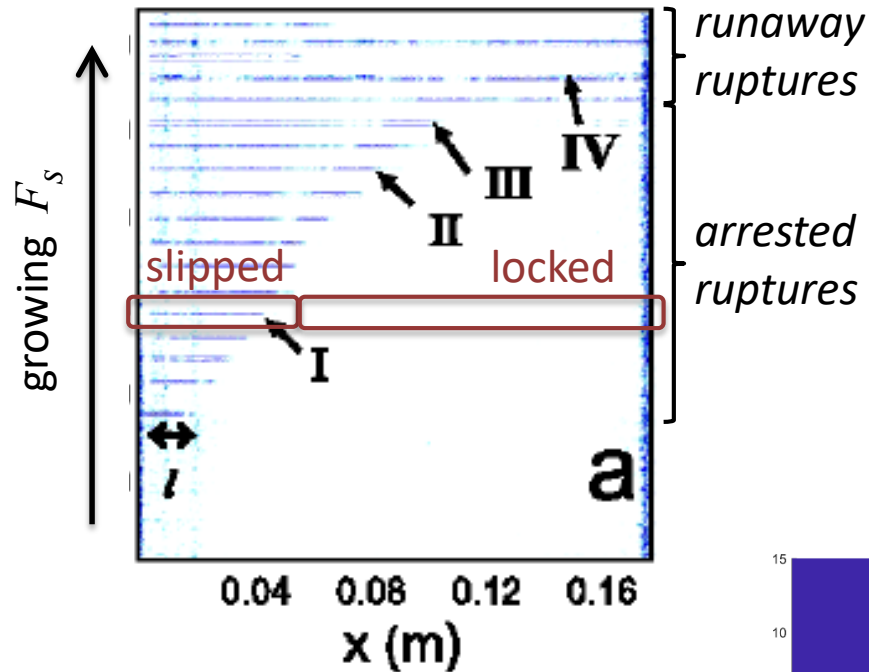 growing F_s
runaway
ruptures
IV
III
II
arrested
ruptures
slipped
locked
I
l
a
0.04 0.08 0.12 0.16
x (m)
15
10